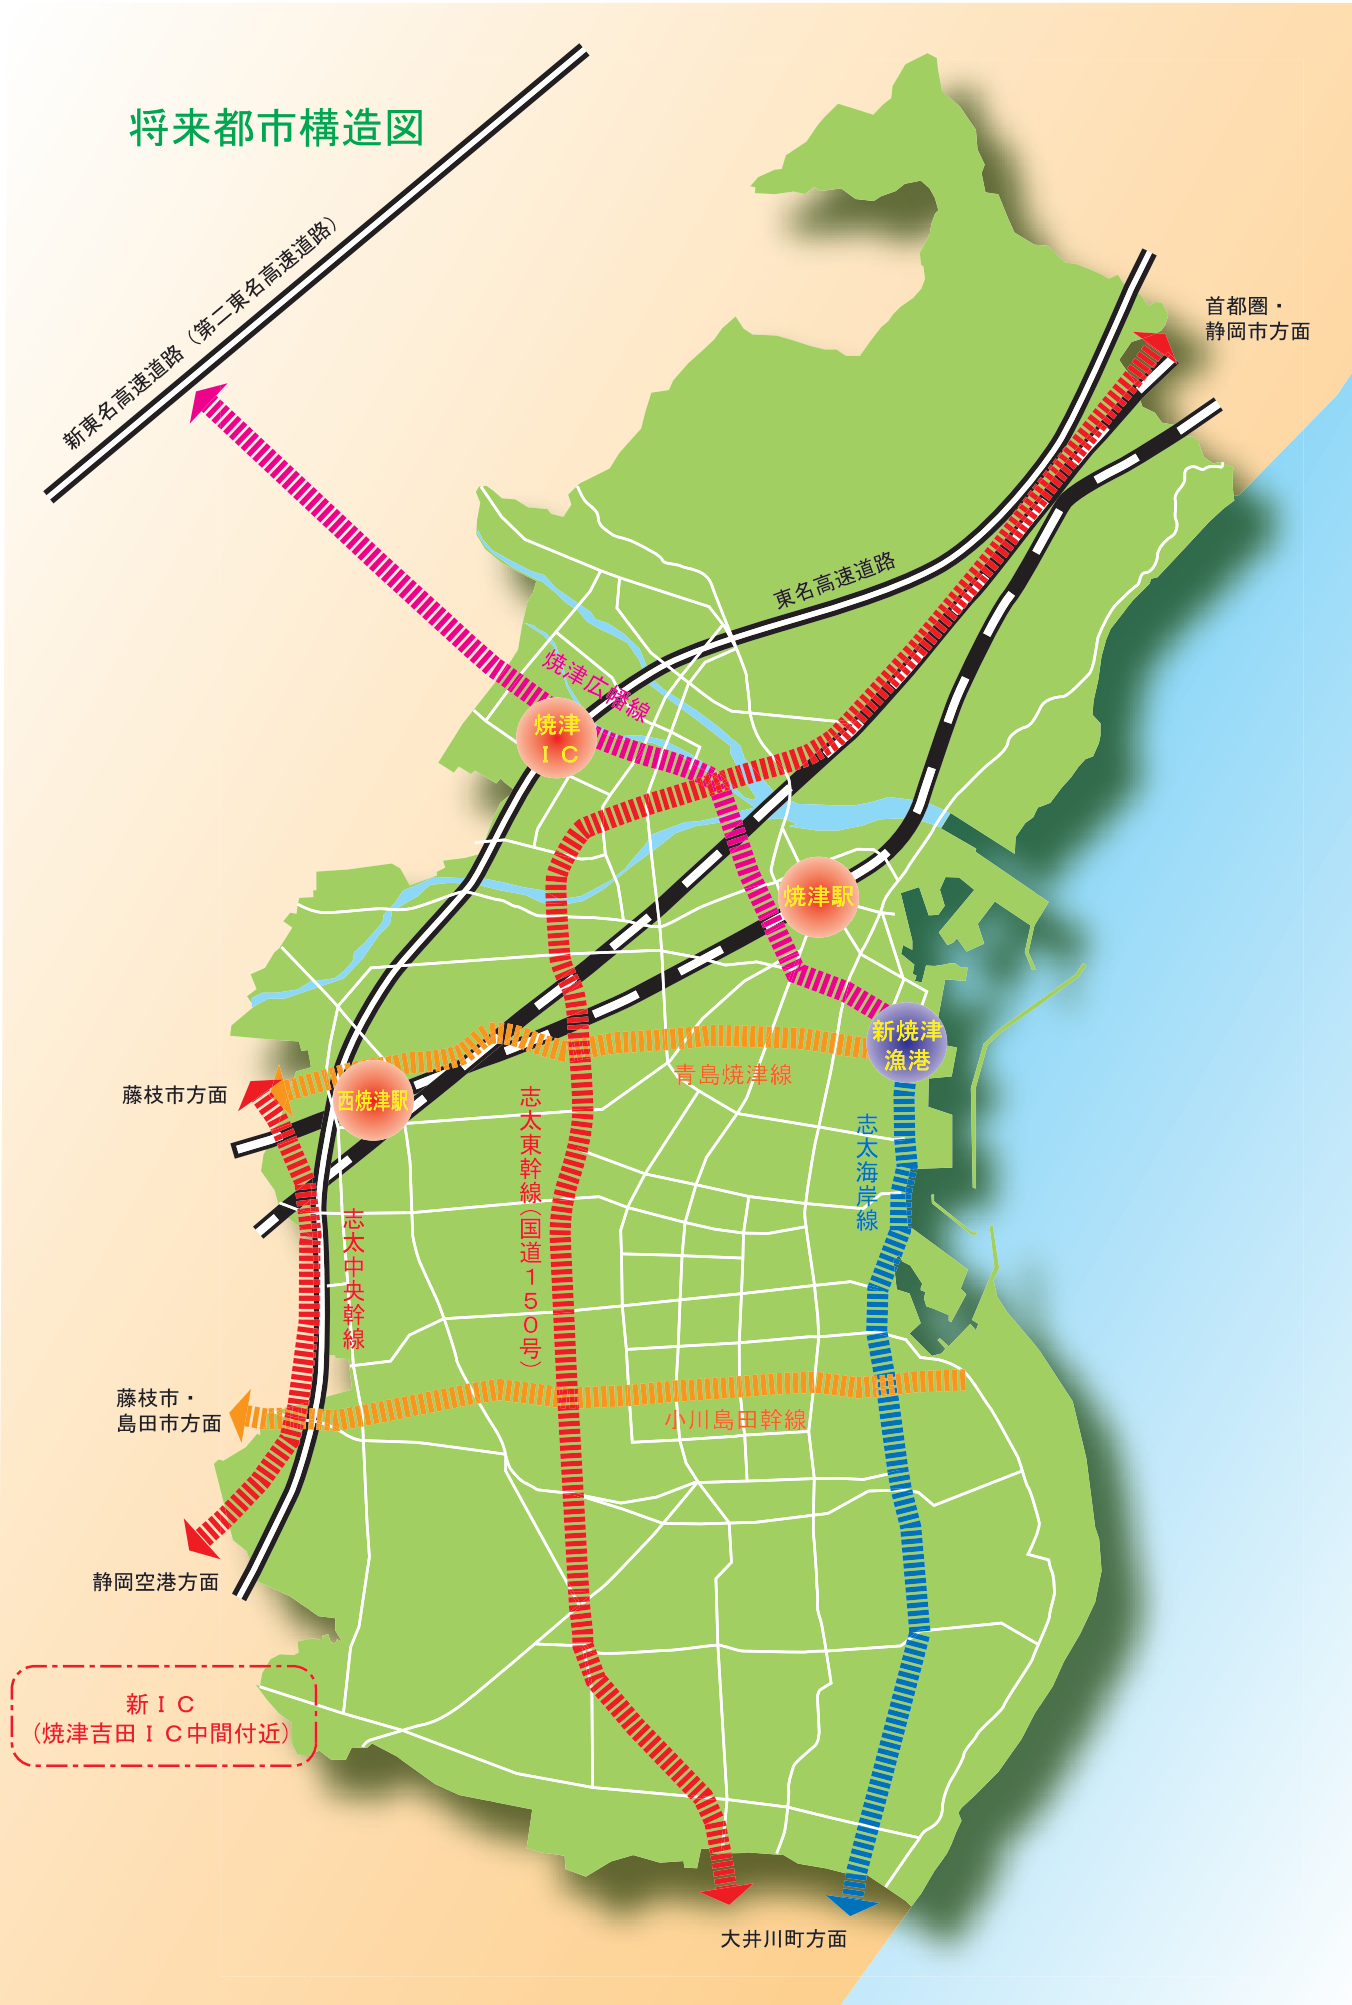 将来都市構造図
新東名高速道路（第二東名高速道路）
首都圏・
静岡市方面
東名高速道路
焼津広幡線
焼津
ＩＣ
焼津駅
新焼津
漁港
青島焼津線
藤枝市方面
西焼津駅
志太東幹線（国道１５０号）
志太海岸線
志太中央幹線
藤枝市・
島田市方面
小川島田幹線
静岡空港方面
新ＩＣ
（焼津吉田ＩＣ中間付近）
大井川町方面